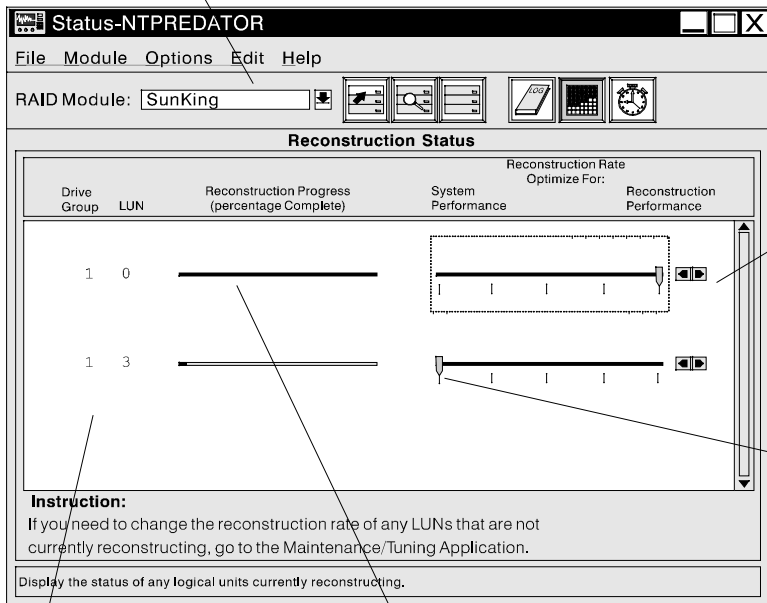 Status-NTPREDATOR
File Module Options Edit Help
RAID Module: SunKing
LOG
Reconstruction Status
Reconstruction Rate
Optimize For:
Drive Group LUN Reconstruction Progress (percentage Complete) System Performance Reconstruction Performance
1 0
1 3
Instruction:
If you need to change the reconstruction rate of any LUNs that are not
currently reconstructing, go to the Maintenance/Tuning Application.
Display the status of any logical units currently reconstructing.